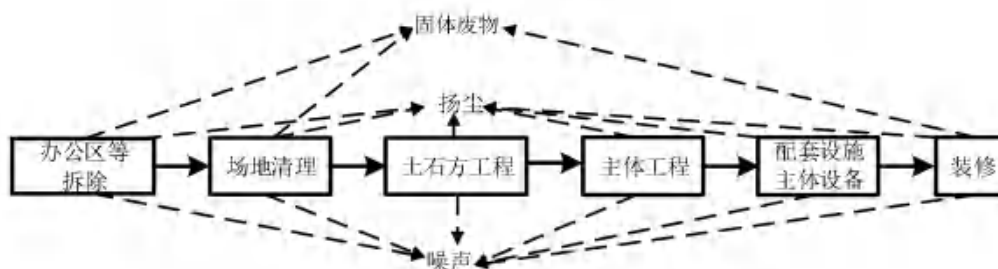 固体废物
扬尘
办公区等
拆除
场地清理
土石方工程
主体工程
配套设施
主体设备
装修
噪声